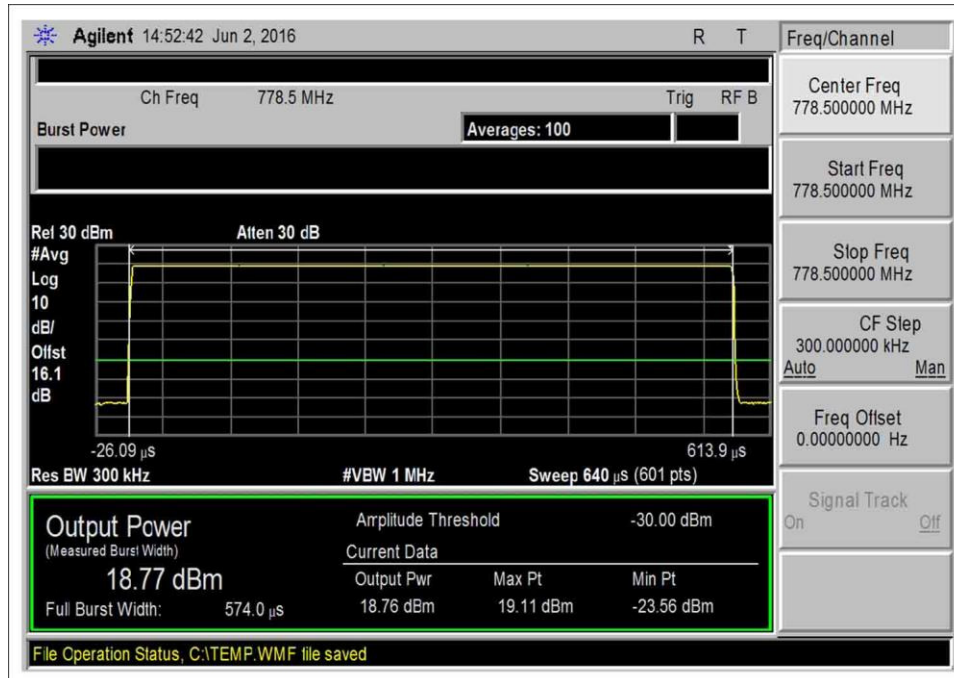 Agilent 14:52:42 Jun 2, 2016 R T
Freq/Channel
Ch Freq 778.5 MHz Trig RF B
Burst Power Averages: 100
Center Freq
778.500000 MHz
Start Freq
778.500000 MHz
Ref 30 dBm Atten 30 dB
#Avg
Log
10
dB/
Offst
16.1
dB
Stop Freq
778.500000 MHz
CF Step
300.000000 kHz
Auto Man
Freq Offset
0.00000000 Hz
-26.09 µs 613.9 µs
Res BW 300 kHz #VBW 1 MHz Sweep 640 µs (601 pts)
Signal Track
On Off
Output Power
(Measured Burst Width)
18.77 dBm
Full Burst Width: 574.0 µs
Amplitude Threshold -30.00 dBm
Current Data
Output Pwr Max Pt Min Pt
18.76 dBm 19.11 dBm -23.56 dBm
File Operation Status, C:\TEMP.WMF file saved